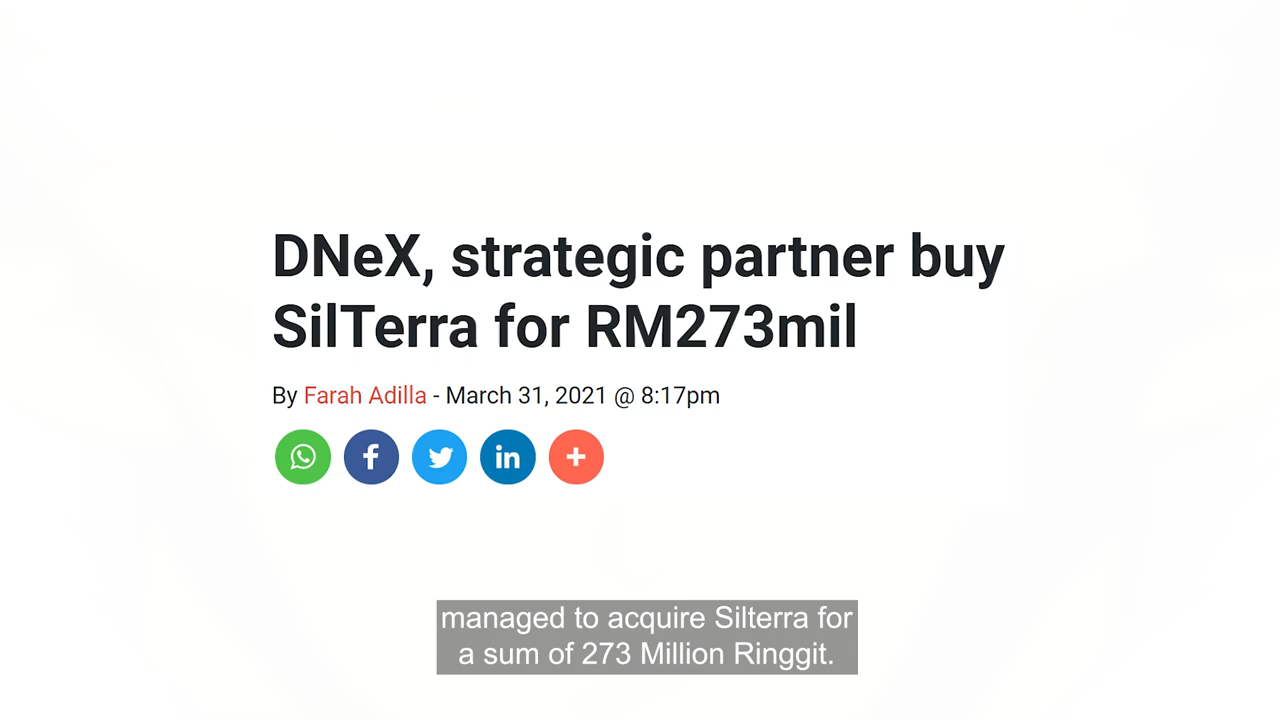 DNeX, strategic partner buy
SilTerra for RM273mil
By Farah Adilla - March 31, 2021 @ 8:17pm
managed to acquire Silterra for
a sum of 273 Million Ringgit.